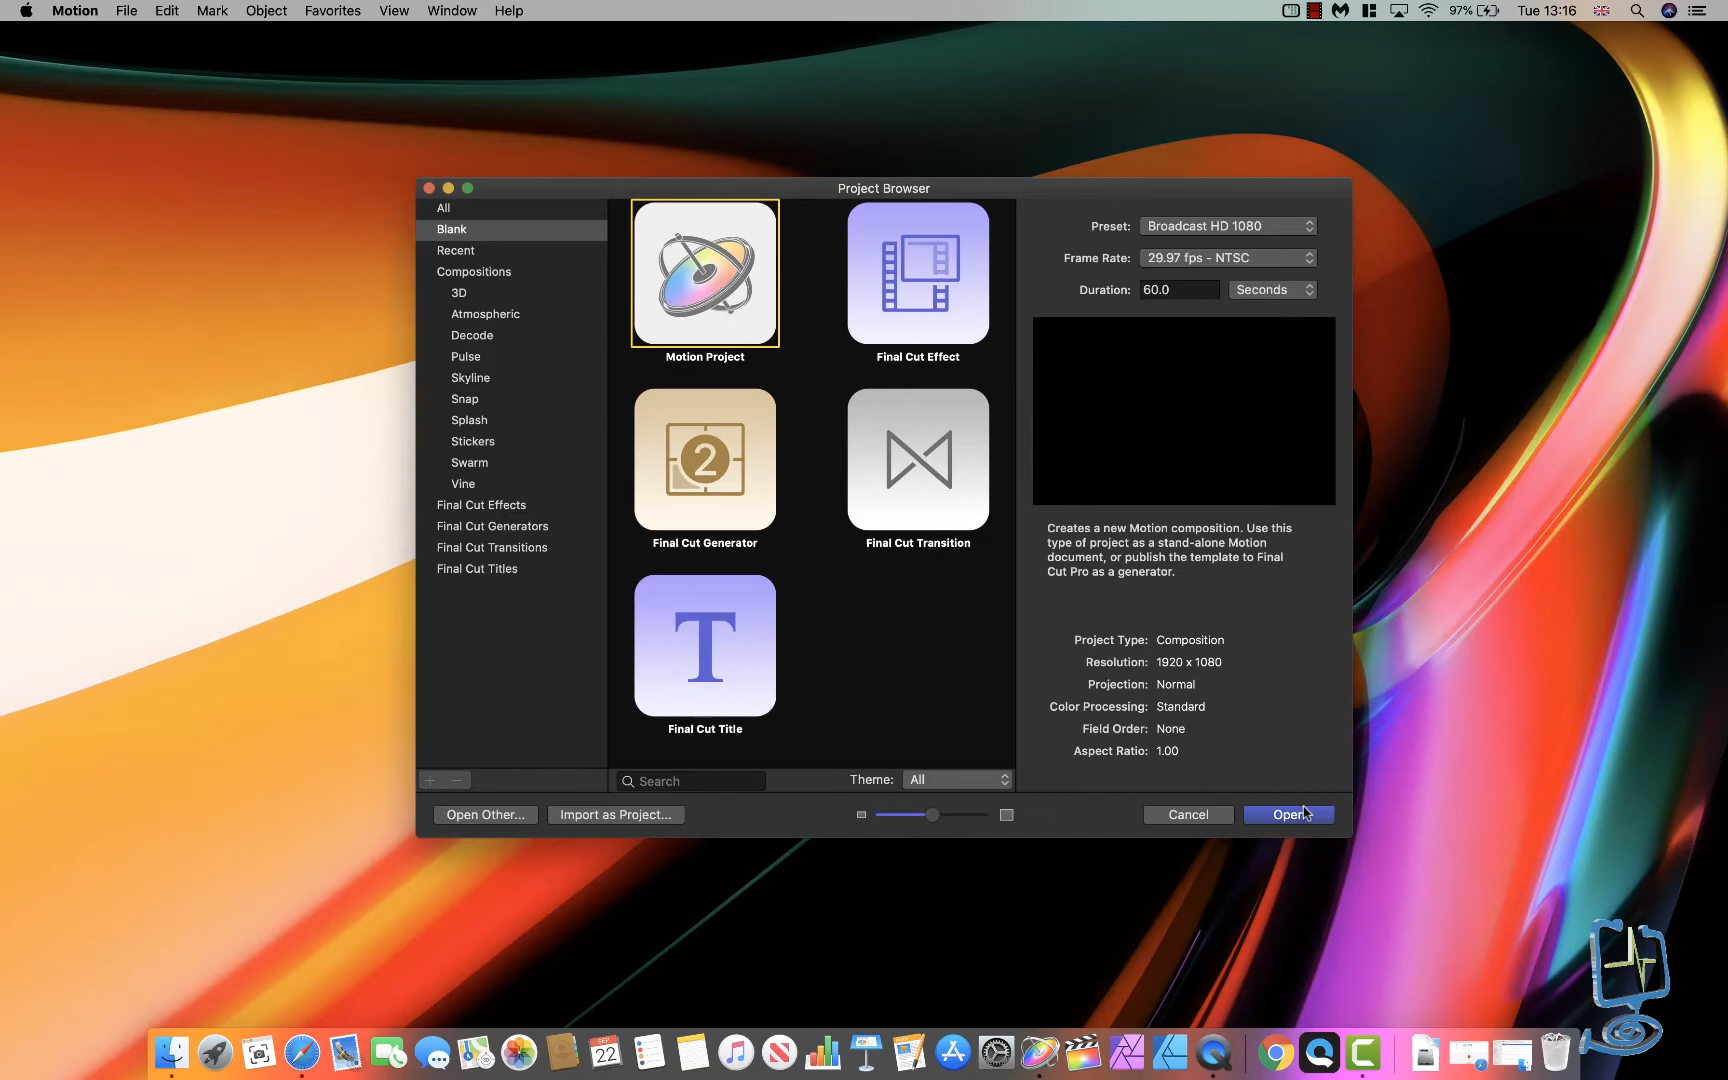 Motion File Edit Mark Object Favorites View Window Help
97% Tue 13:16
Project Browser
All
Blank
Recent
Compositions
3D
Atmospheric
Decode
Pulse
Skyline
Snap
Splash
Stickers
Swarm
Vine
Final Cut Effects
Final Cut Generators
Final Cut Transitions
Final Cut Titles
Motion Project
Final Cut Effect
2
Final Cut Generator
Final Cut Transition
T
Final Cut Title
Preset: Broadcast HD 1080
Frame Rate: 29.97 fps - NTSC
Duration: 60.0 Seconds
Creates a new Motion composition. Use this
type of project as a stand-alone Motion
document, or publish the template to Final
Cut Pro as a generator.
Project Type: Composition
Resolution: 1920 x 1080
Projection: Normal
Color Processing: Standard
Field Order: None
Aspect Ratio: 1.00
+ −
Search
Theme: All
Open Other...
Import as Project...
Cancel
Open
SEP
22